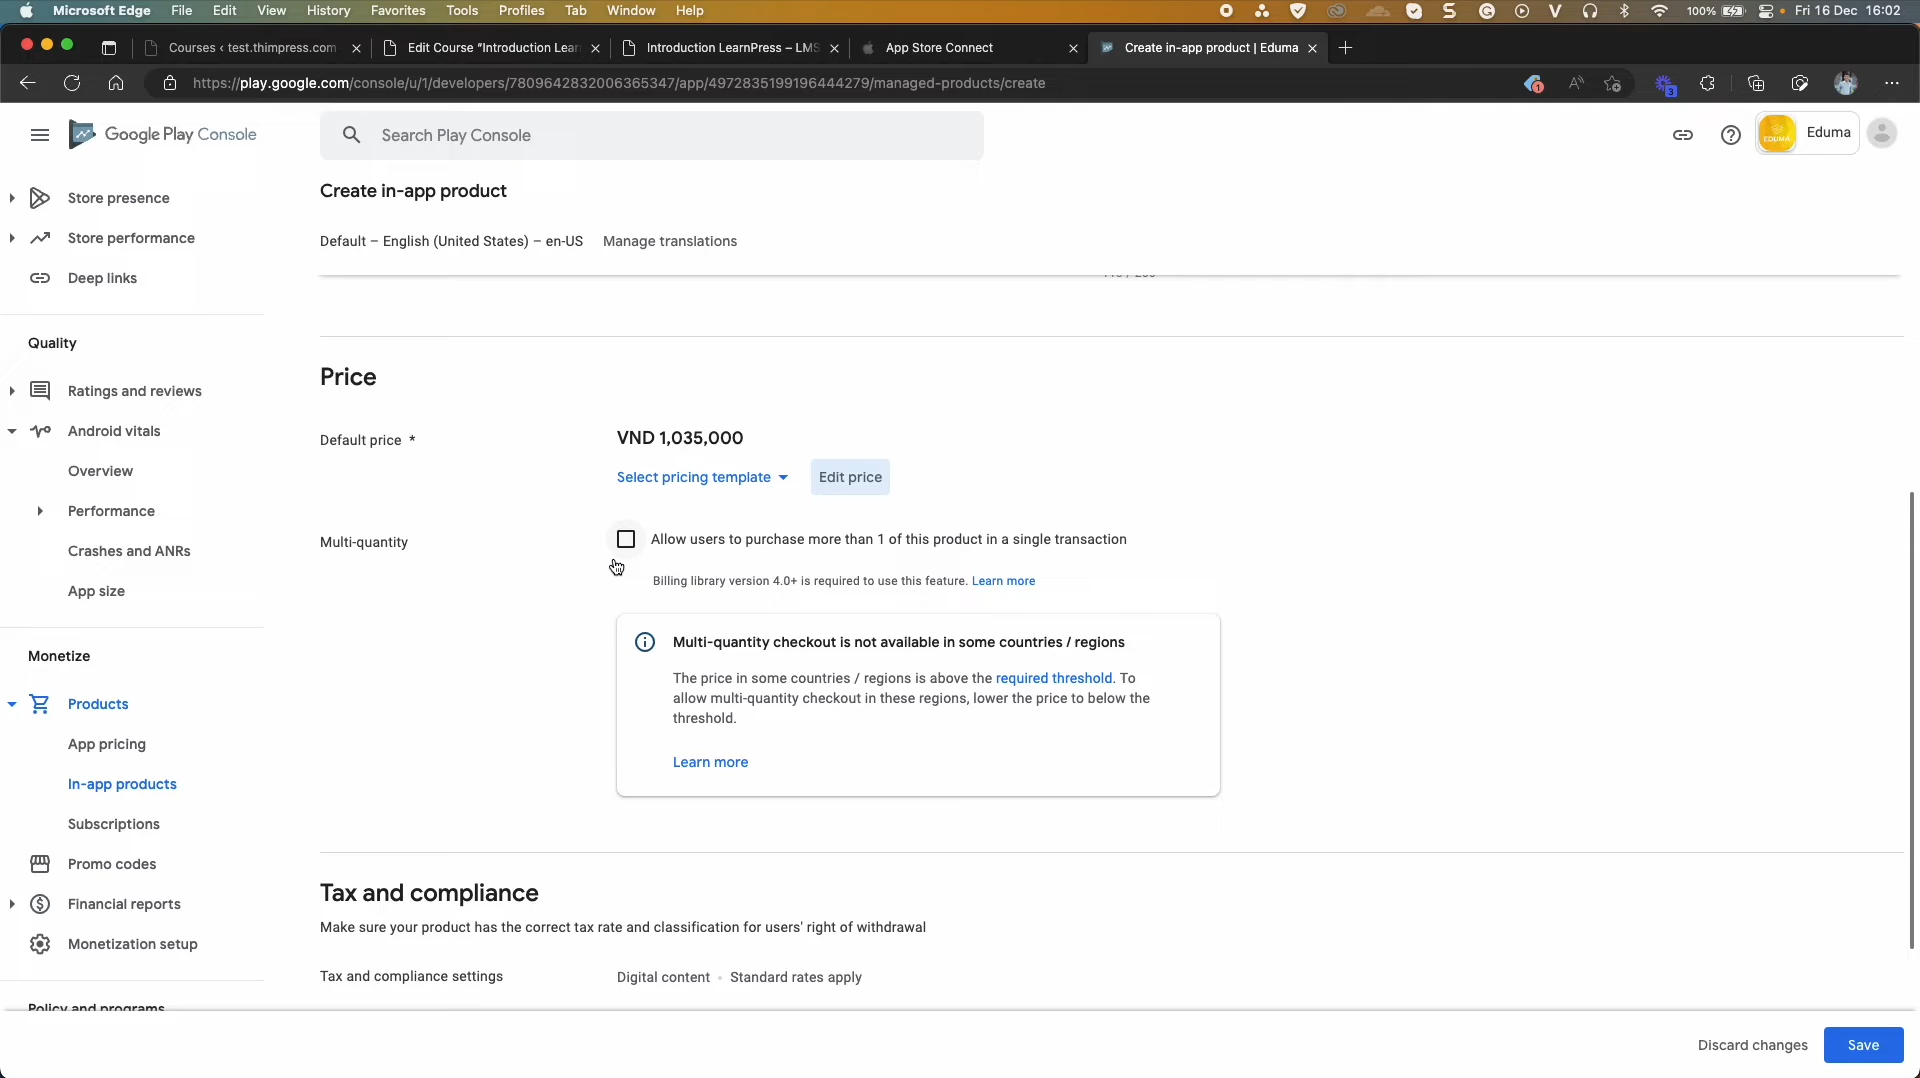 Microsoft Edge File Edit View History Favorites Tools Profiles Tab Window Help 100% Fri 16 Dec 16:02
Courses ‹ test.thimpress.com Edit Course "Introduction Lear Introduction LearnPress – LMS App Store Connect Create in-app product | Eduma
https://play.google.com/console/u/1/developers/7809642832006365347/app/4972835199196444279/managed-products/create 1 3
Google Play Console
Search Play Console
EDUMA Eduma
Create in-app product
Default – English (United States) – en-US Manage translations
Store presence
Store performance
Deep links
Quality
Ratings and reviews
Android vitals
Overview
Performance
Crashes and ANRs
App size
Monetize
Products
App pricing
In-app products
Subscriptions
Promo codes
Financial reports
Monetization setup
Policy and programs
Price
Default price *
VND 1,035,000
Select pricing template Edit price
Multi-quantity
Allow users to purchase more than 1 of this product in a single transaction
Billing library version 4.0+ is required to use this feature. Learn more
Multi-quantity checkout is not available in some countries / regions
The price in some countries / regions is above the required threshold. To
allow multi-quantity checkout in these regions, lower the price to below the
threshold.
Learn more
Tax and compliance
Make sure your product has the correct tax rate and classification for users' right of withdrawal
Tax and compliance settings
Digital content • Standard rates apply
Discard changes Save